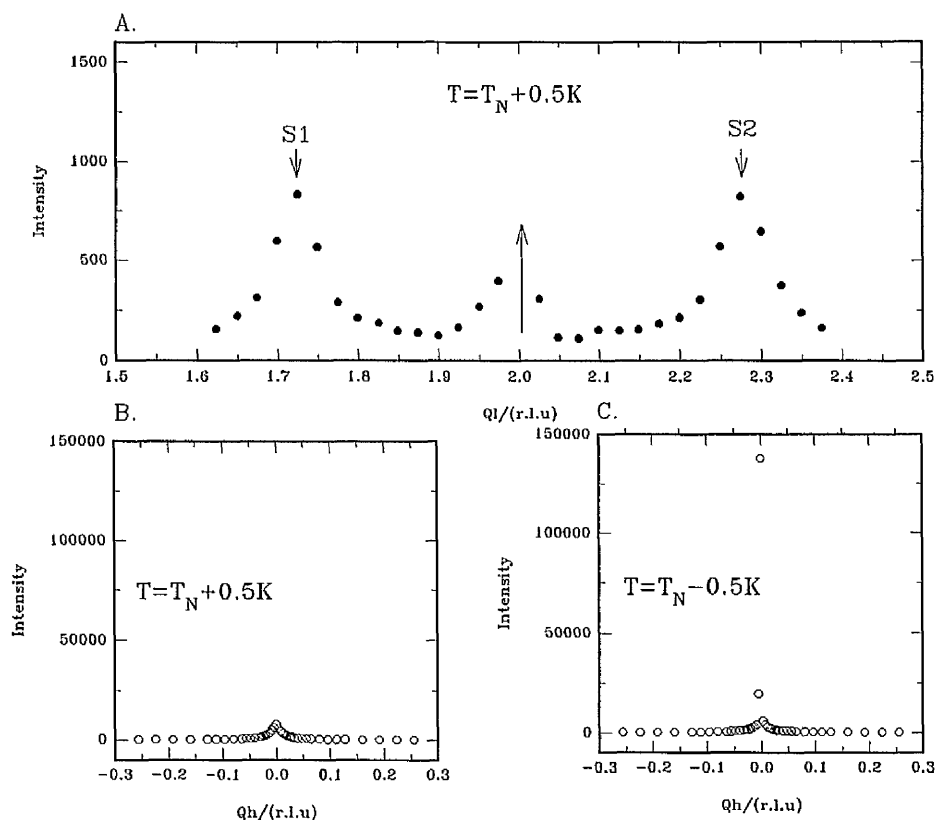 A.
1500
1000
500
0
Intensity
T=T_N+0.5K
S1
S2
1.5 1.6 1.7 1.8 1.9 2.0 2.1 2.2 2.3 2.4 2.5
Ql/(r.l.u)
B.
150000
100000
50000
0
Intensity
T=T_N+0.5K
-0.3 -0.2 -0.1 0.0 0.1 0.2 0.3
Qh/(r.l.u)
C.
150000
100000
50000
0
Intensity
T=T_N-0.5K
-0.3 -0.2 -0.1 0.0 0.1 0.2 0.3
Qh/(r.l.u)